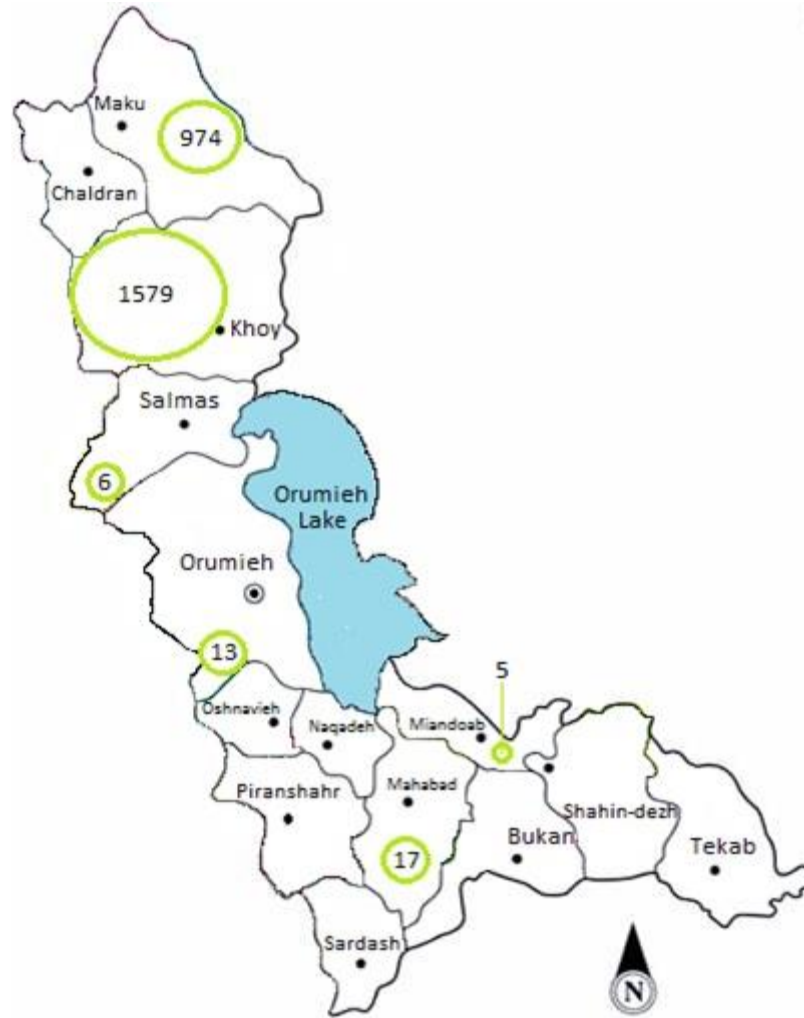 Maku
974
Chaldran
1579
Khoy
Salmas
6
Orumieh
Lake
Orumieh
13
5
Oshnavieh
Naqadeh
Miandoab
Piranshahr
Mahabad
Shahin-dezh
Bukan
Tekab
17
Sardash
N